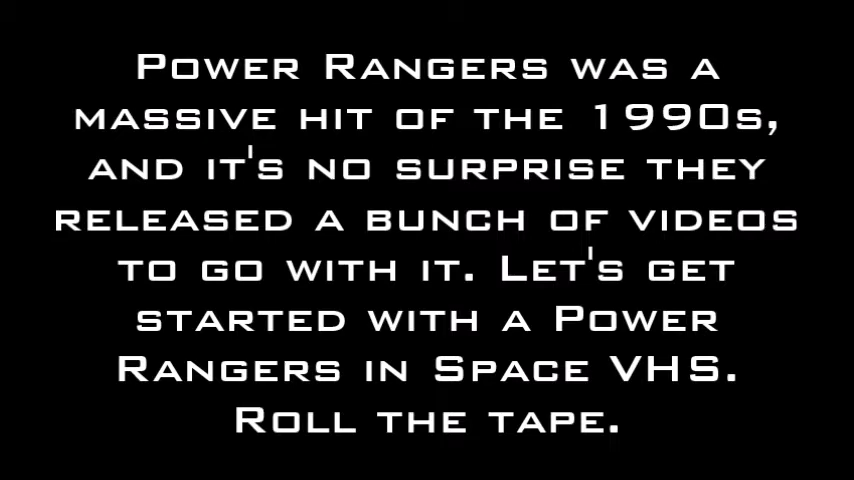 Power Rangers was a
massive hit of the 1990s,
and it's no surprise they
released a bunch of videos
to go with it. Let's get
started with a Power
Rangers in Space VHS.
Roll the tape.